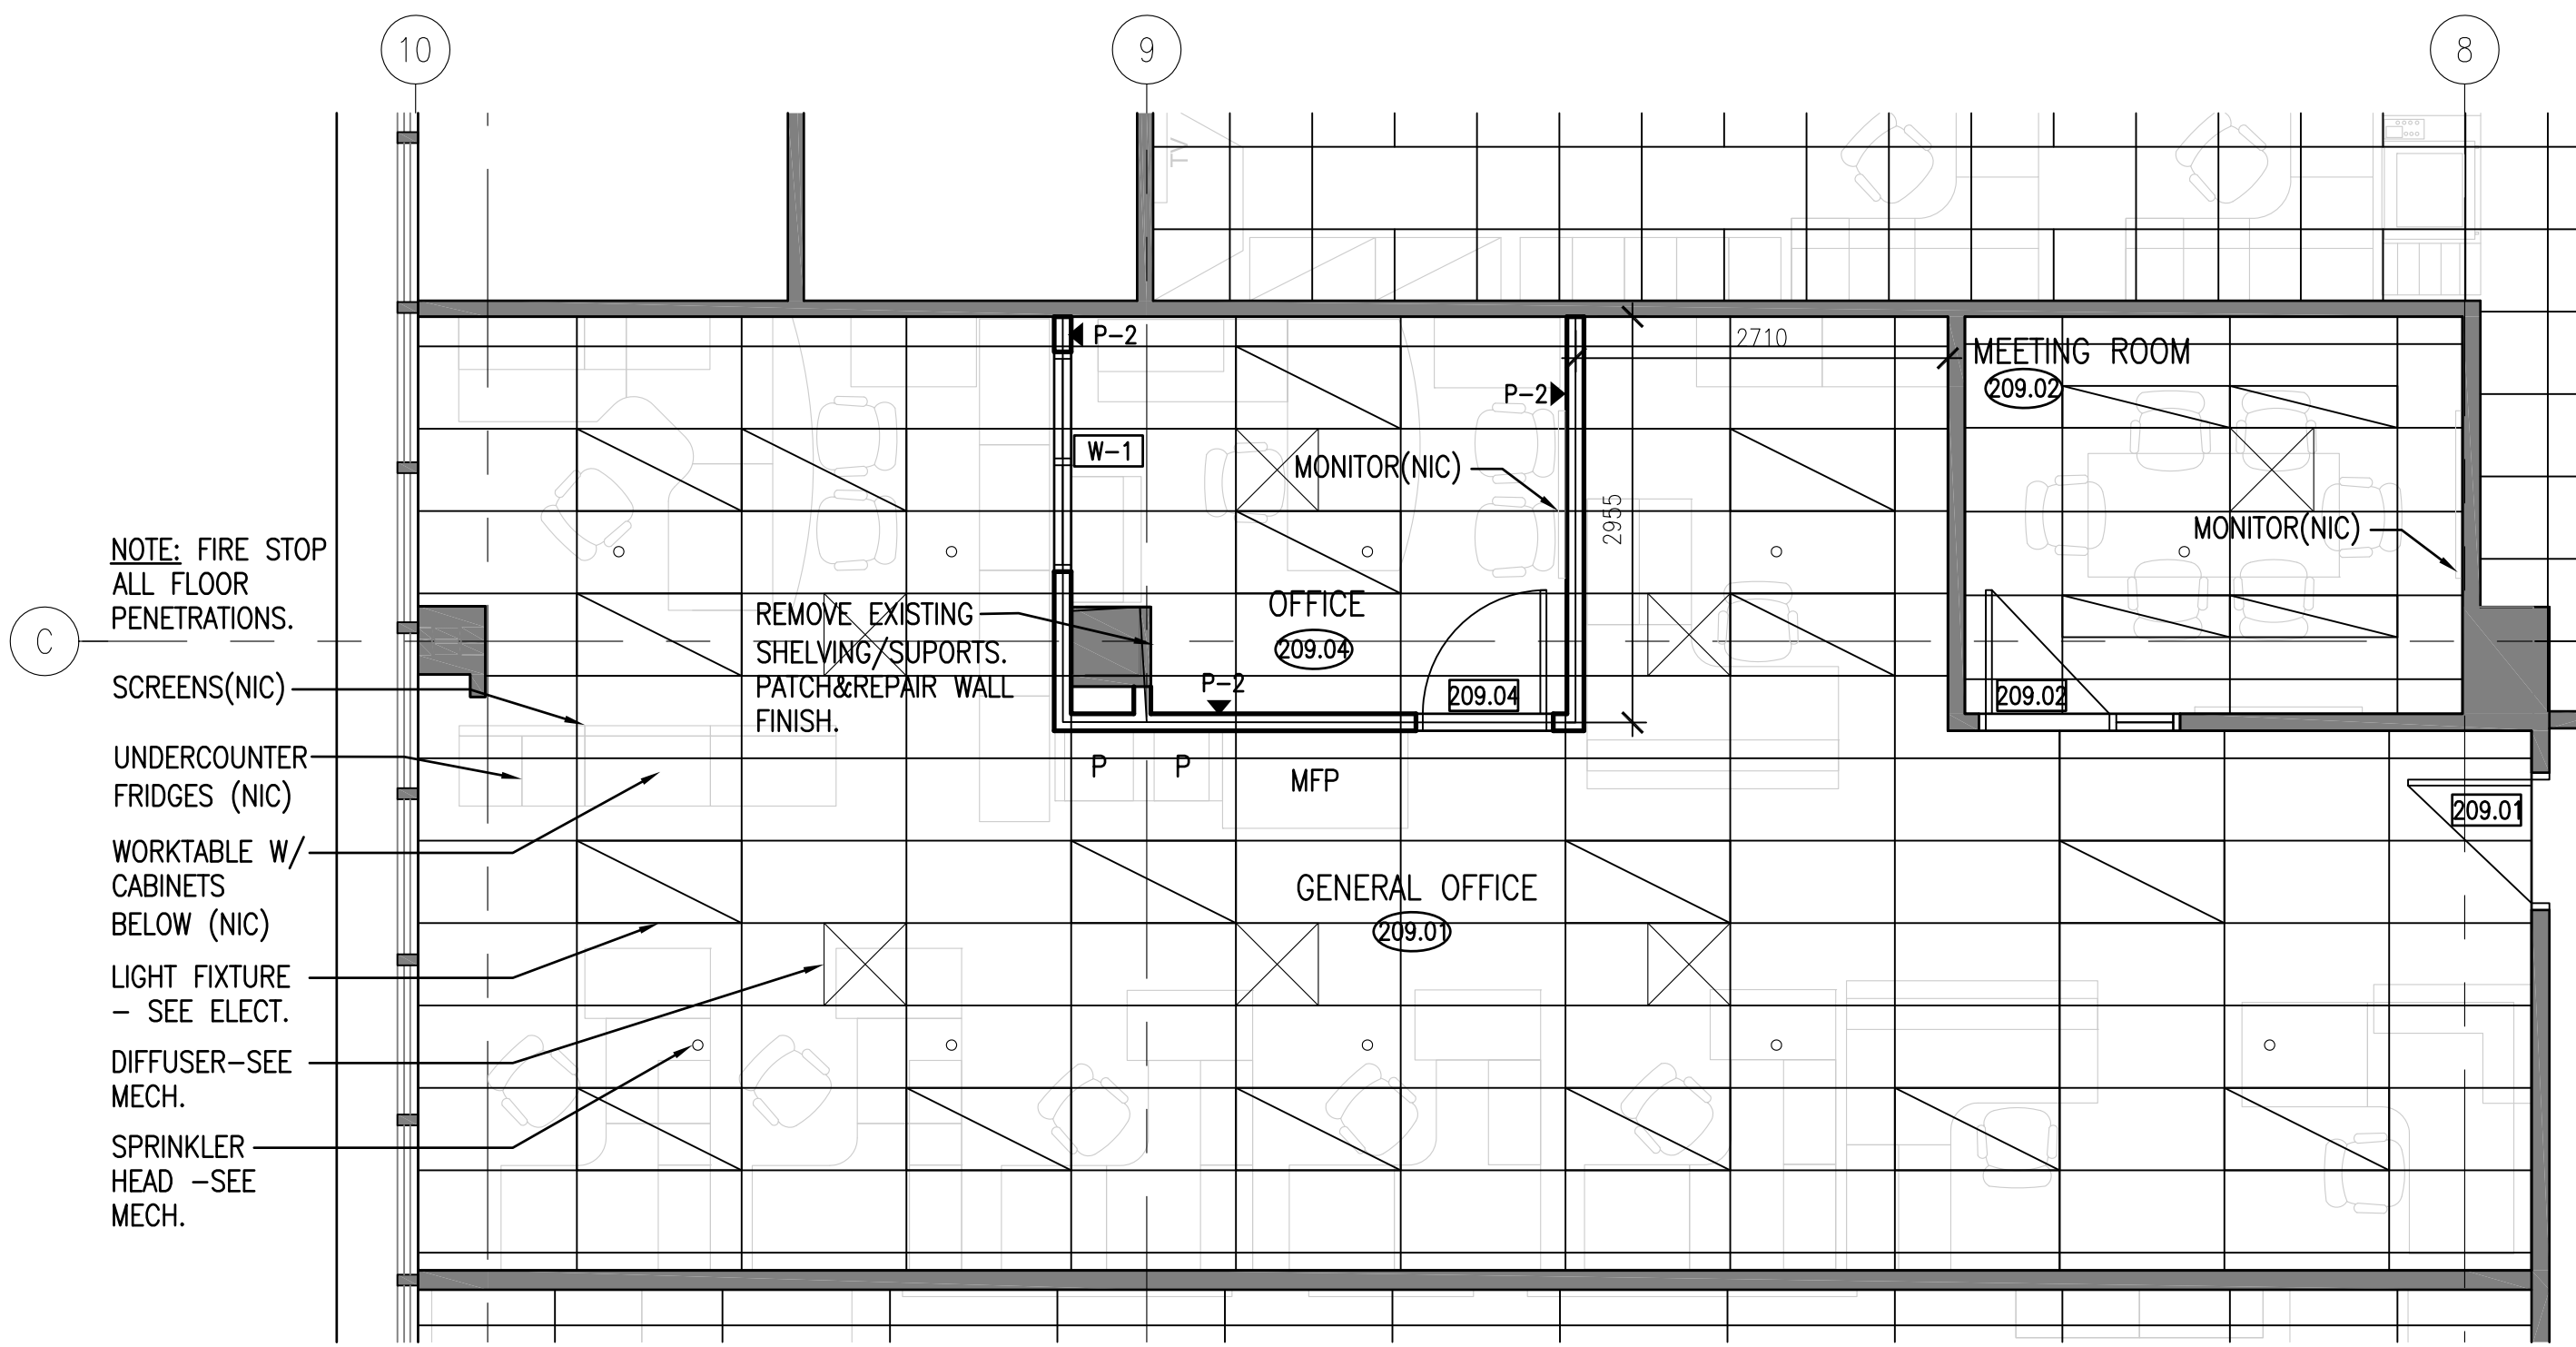 10
9
8
TV
P-2
2710
MEETING ROOM
209.02
P-2
W-1
MONITOR(NIC)
2955
MONITOR(NIC)
NOTE: FIRE STOP
ALL FLOOR
PENETRATIONS.
C
REMOVE EXISTING
SHELVING/SUPORTS.
PATCH&REPAIR WALL
FINISH.
OFFICE
209.04
P-2
209.04
209.02
SCREENS(NIC)
UNDERCOUNTER
FRIDGES (NIC)
P
P
MFP
209.01
WORKTABLE W/
CABINETS
BELOW (NIC)
GENERAL OFFICE
209.01
LIGHT FIXTURE
- SEE ELECT.
DIFFUSER-SEE
MECH.
SPRINKLER
HEAD -SEE
MECH.